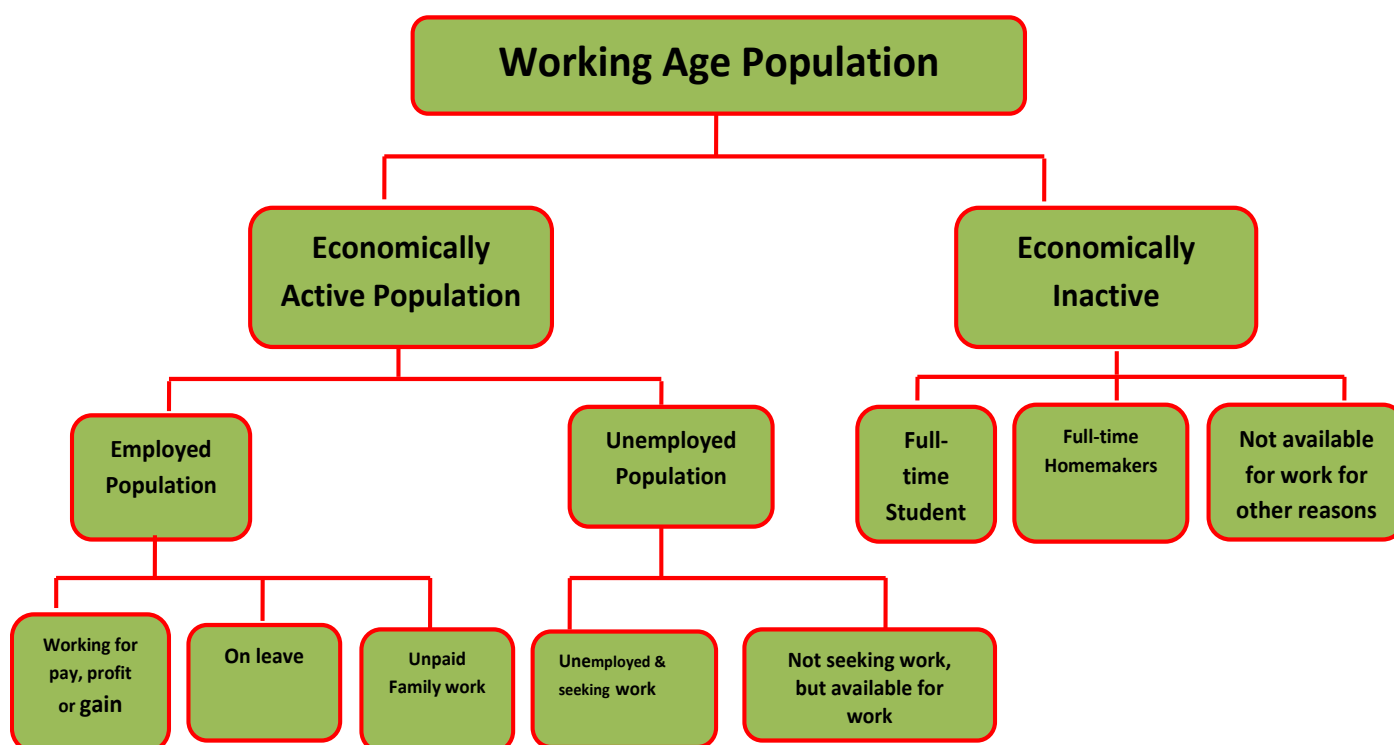 Working Age Population
Economically
Active Population
Economically
Inactive
Employed
Population
Unemployed
Population
Full-
time
Student
Full-time
Homemakers
Not available
for work for
other reasons
Working for
pay, profit
or gain
On leave
Unpaid
Family work
Unemployed &
seeking work
Not seeking work,
but available for
work